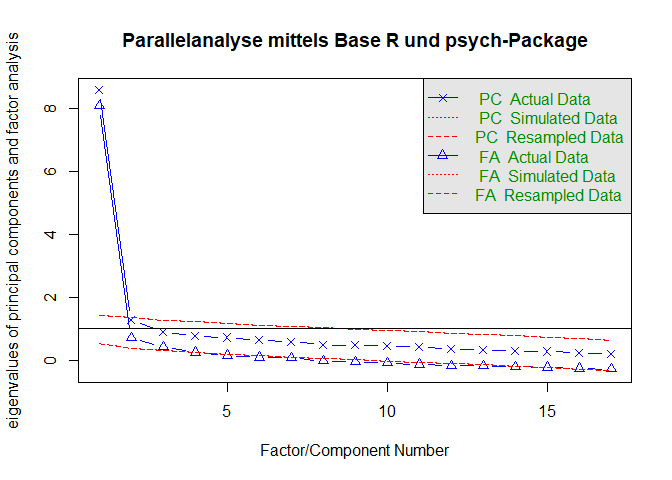 Parallelanalyse mittels Base R und psych-Package
eigenvalues of principal components and factor analysis
8
6
4
2
0
PC Actual Data
PC Simulated Data
PC Resampled Data
FA Actual Data
FA Simulated Data
FA Resampled Data
5 10 15
Factor/Component Number